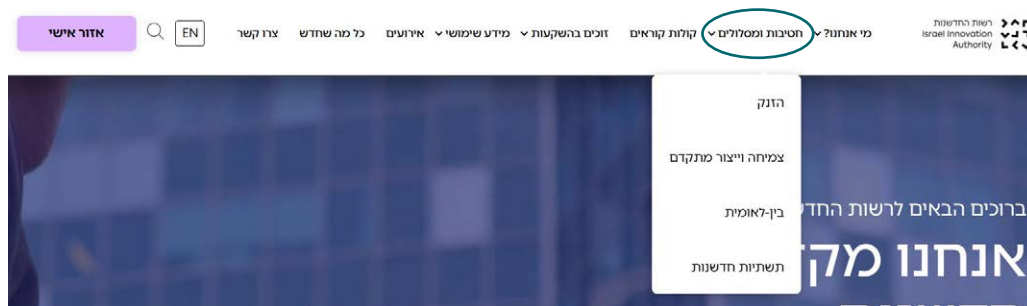 רשות החדשנות
Israel Innovation
Authority
מי אנחנו? חטיבות ומסלולים קולות קוראים זוכים בהשקעות מידע שימושי אירועים כל מה שחדש צרו קשר EN אזור אישי
הזנק
צמיחה וייצור מתקדם
בין-לאומית
תשתיות חדשנות
ברוכים הבאים לרשות החד
אנחנו מק